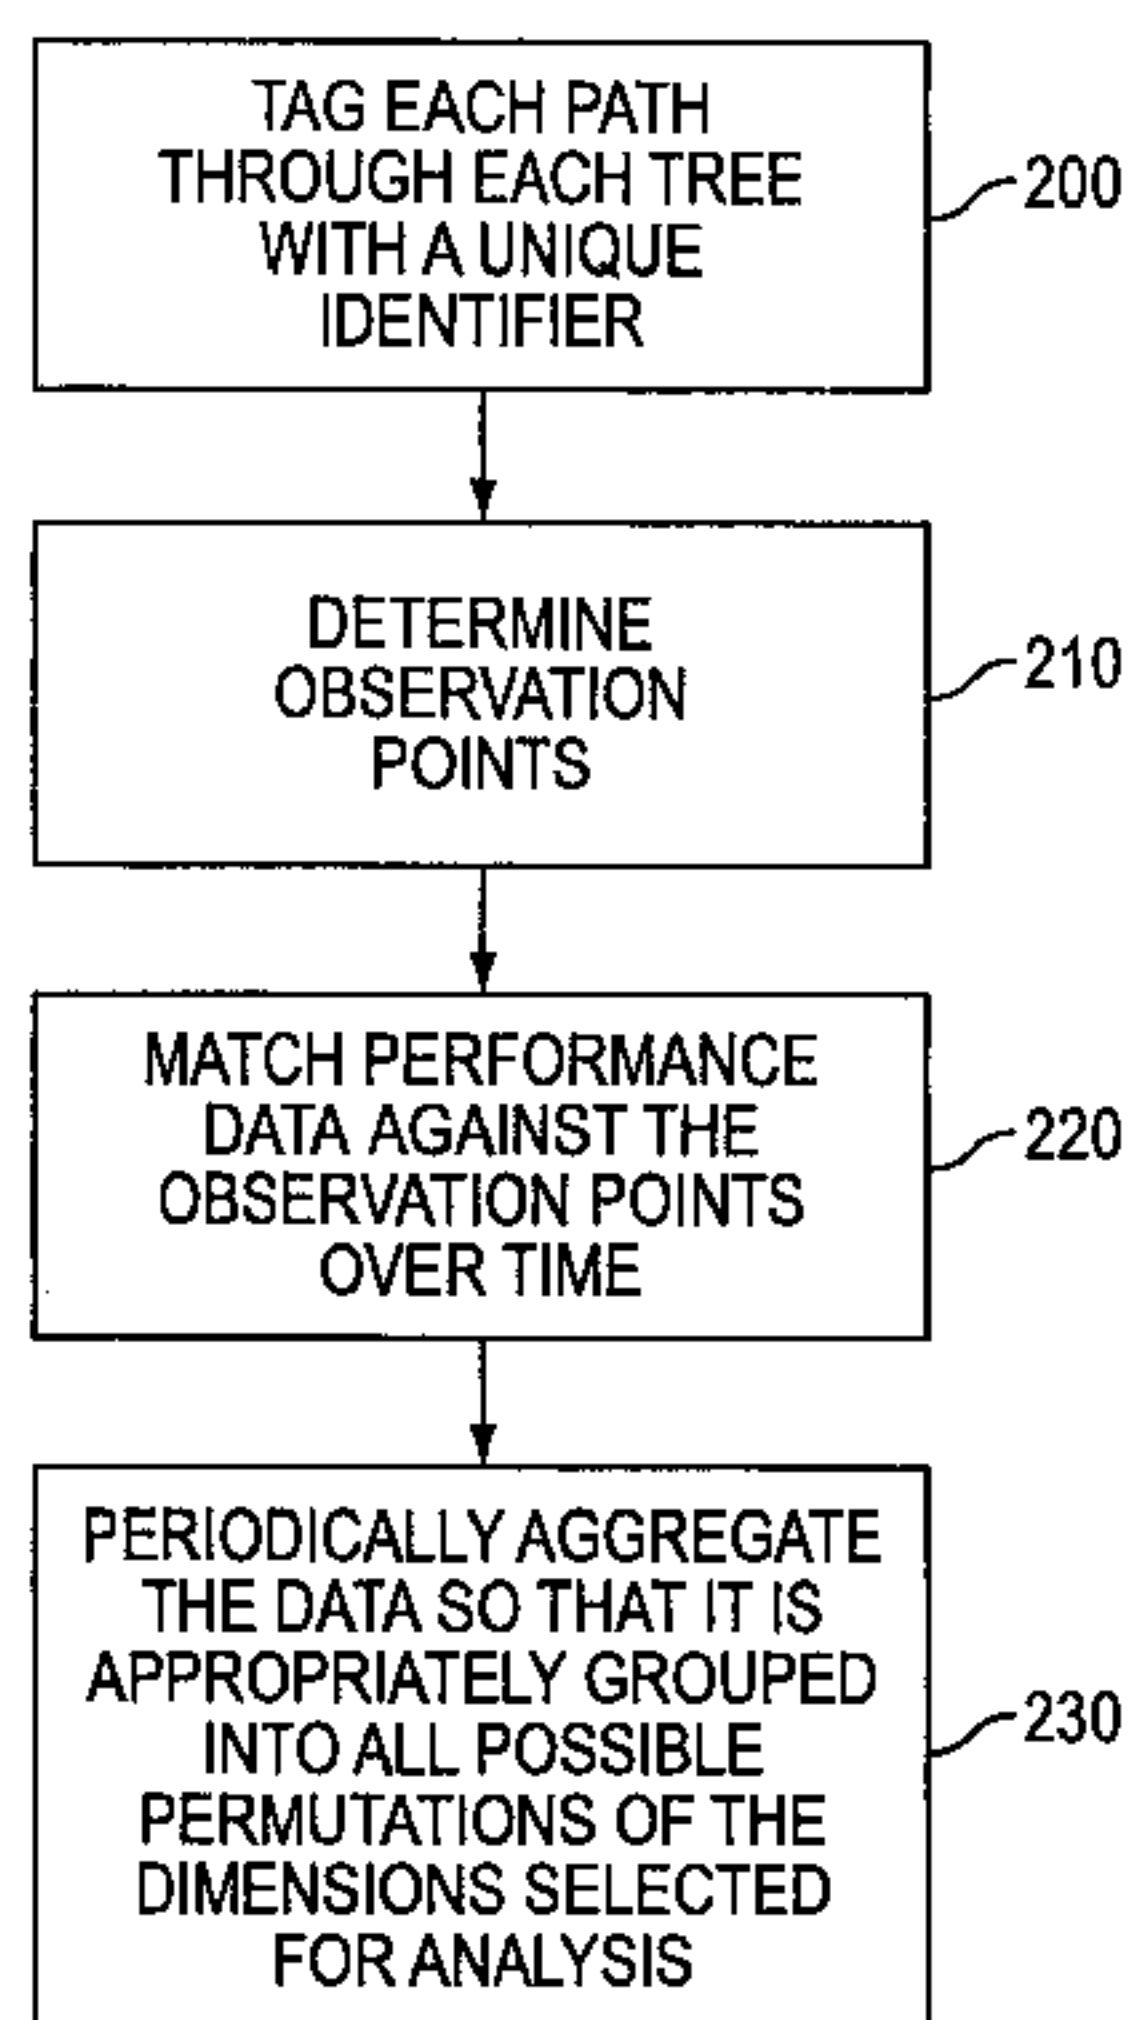 TAG EACH PATH
THROUGH EACH TREE
WITH A UNIQUE
IDENTIFIER
200
DETERMINE
OBSERVATION
POINTS
210
MATCH PERFORMANCE
DATA AGAINST THE
OBSERVATION POINTS
OVER TIME
220
PERIODICALLY AGGREGATE
THE DATA SO THAT IT IS
APPROPRIATELY GROUPED
INTO ALL POSSIBLE
PERMUTATIONS OF THE
DIMENSIONS SELECTED
FOR ANALYSIS
230